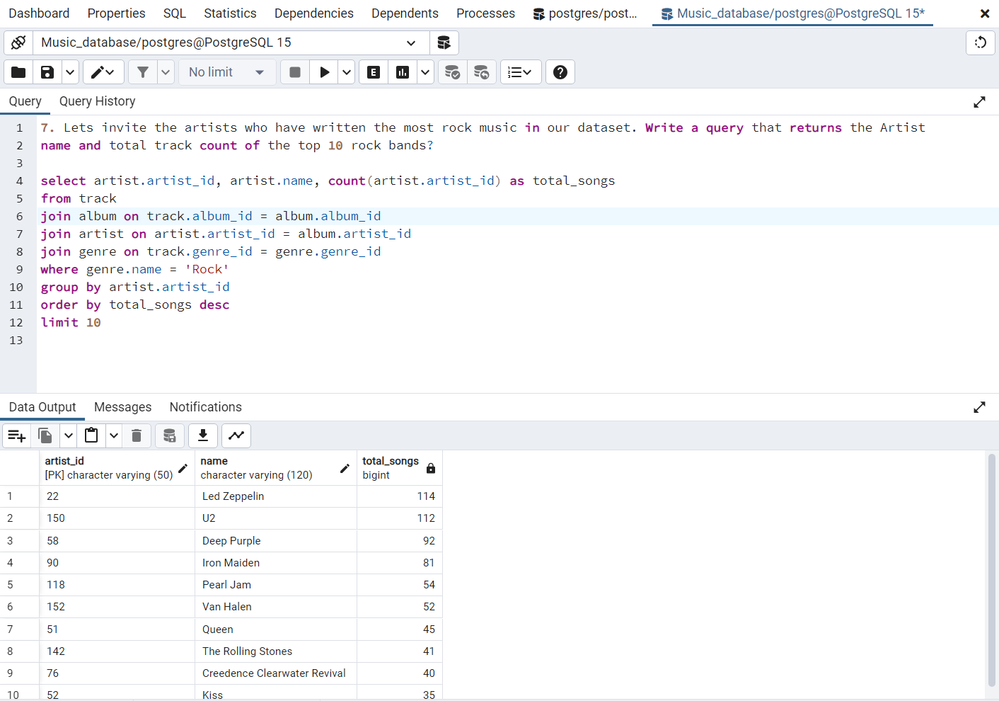 Dashboard Properties SQL Statistics Dependencies Dependents Processes postgres/post... Music_database/postgres@PostgreSQL 15*
Music_database/postgres@PostgreSQL 15
No limit E
Query Query History
1 7. Lets invite the artists who have written the most rock music in our dataset. Write a query that returns the Artist
2 name and total track count of the top 10 rock bands?
3
4 select artist.artist_id, artist.name, count(artist.artist_id) as total_songs
5 from track
6 join album on track.album_id = album.album_id
7 join artist on artist.artist_id = album.artist_id
8 join genre on track.genre_id = genre.genre_id
9 where genre.name = 'Rock'
10 group by artist.artist_id
11 order by total_songs desc
12 limit 10
13
Data Output Messages Notifications
artist_id name total_songs
[PK] character varying (50) character varying (120) bigint
1 22 Led Zeppelin 114
2 150 U2 112
3 58 Deep Purple 92
4 90 Iron Maiden 81
5 118 Pearl Jam 54
6 152 Van Halen 52
7 51 Queen 45
8 142 The Rolling Stones 41
9 76 Creedence Clearwater Revival 40
10 52 Kiss 35